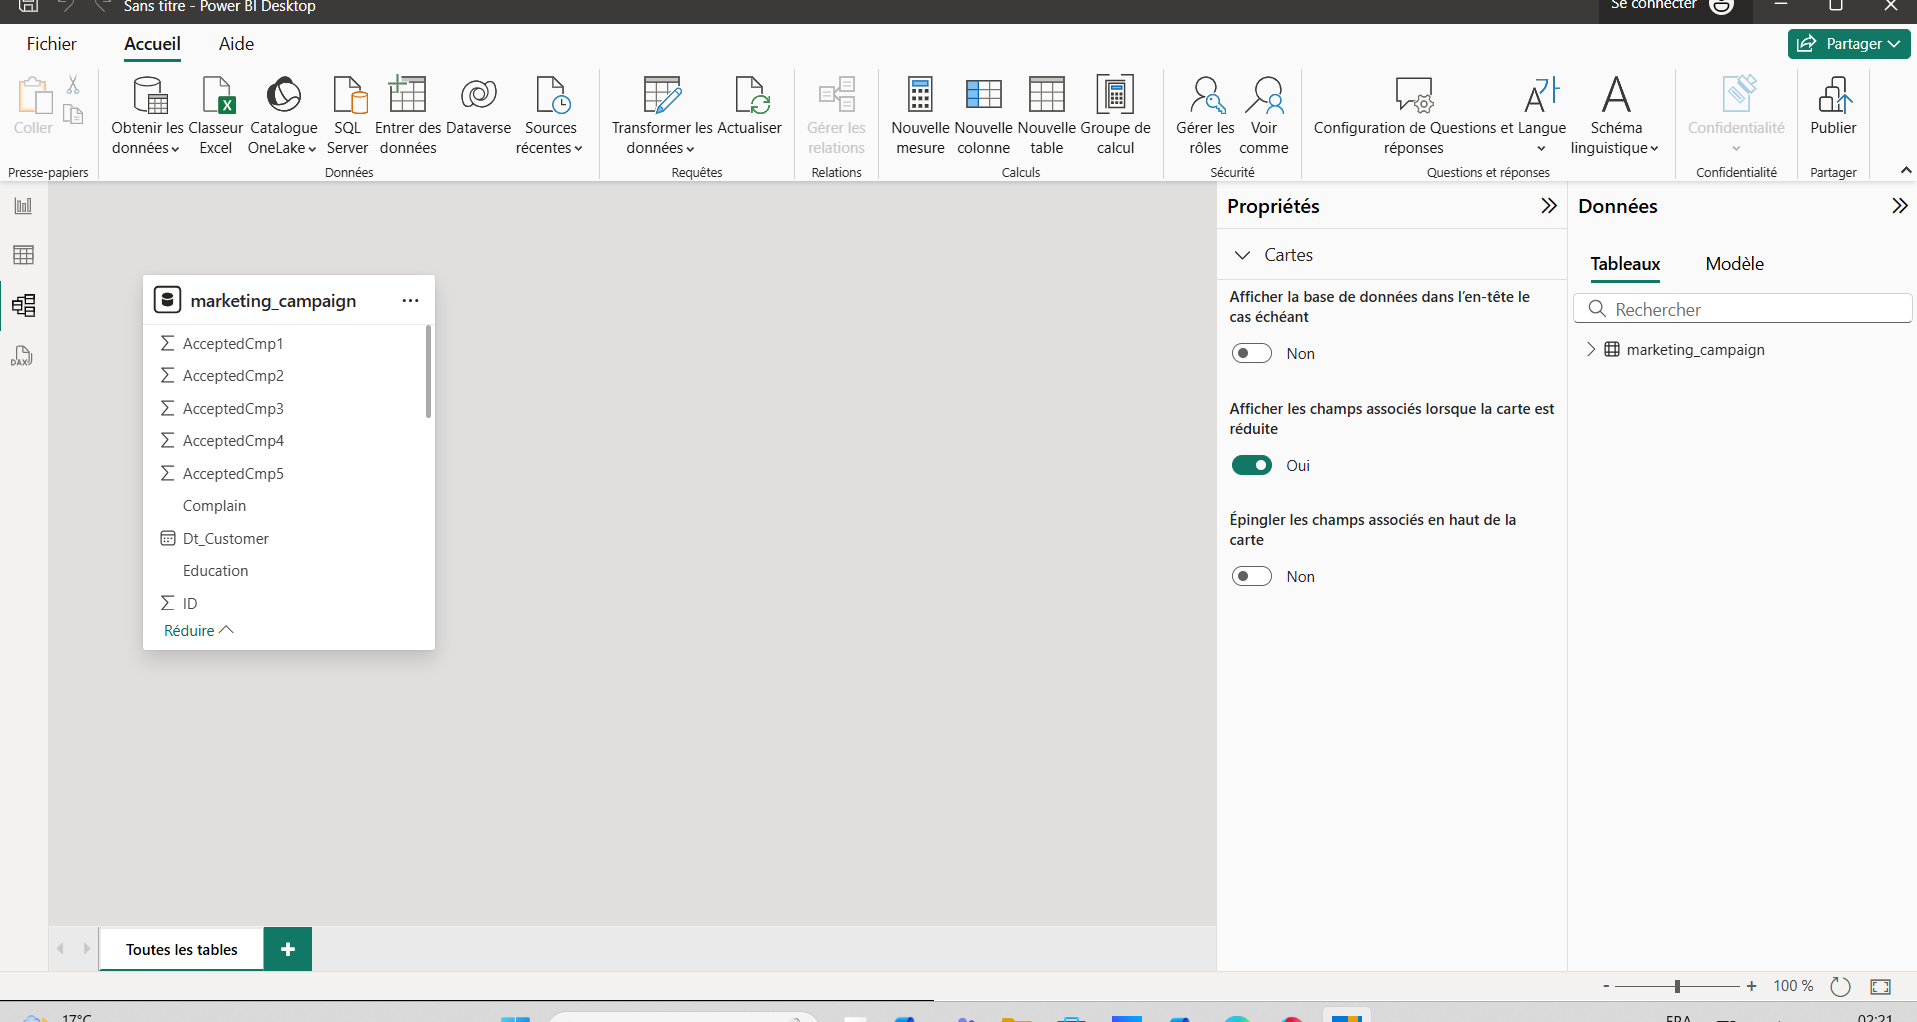 Sans titre - Power BI Desktop
Se connecter
Fichier
Accueil
Aide
Partager
Coller
Obtenir les données
Classeur Excel
Catalogue OneLake
SQL Server
Entrer des données
Dataverse
Sources récentes
Transformer les données
Actualiser
Gérer les relations
Nouvelle mesure
Nouvelle colonne
Nouvelle table
Groupe de calcul
Gérer les rôles
Voir comme
Configuration de Questions et réponses
Langue
Schéma linguistique
Confidentialité
Publier
Presse-papiers
Données
Requêtes
Relations
Calculs
Sécurité
Questions et réponses
Confidentialité
Partager
DAX
marketing_campaign
AcceptedCmp1
AcceptedCmp2
AcceptedCmp3
AcceptedCmp4
AcceptedCmp5
Complain
Dt_Customer
Education
ID
Réduire
Propriétés
Cartes
Afficher la base de données dans l’en-tête le
cas échéant
Non
Afficher les champs associés lorsque la carte est
réduite
Oui
Épingler les champs associés en haut de la
carte
Non
Données
Tableaux
Modèle
Rechercher
marketing_campaign
Toutes les tables
100 %
17°C
FRA
02:21